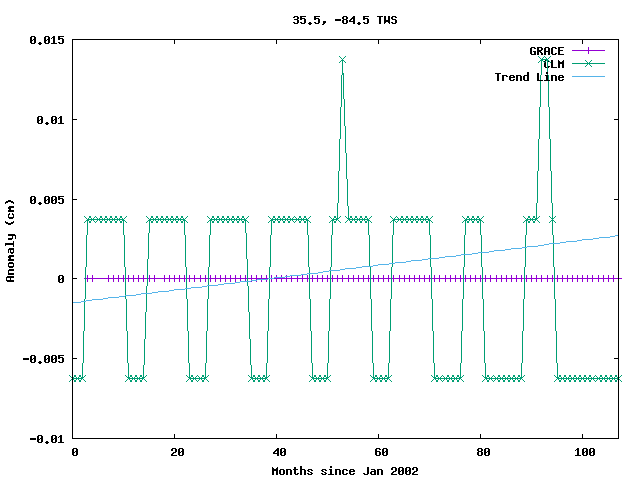 35.5, -84.5 TWS
GRACE
CLM
Trend Line
0.015
0.01
0.005
0
-0.005
-0.01
Anomaly (cm)
0 20 40 60 80 100
Months since Jan 2002